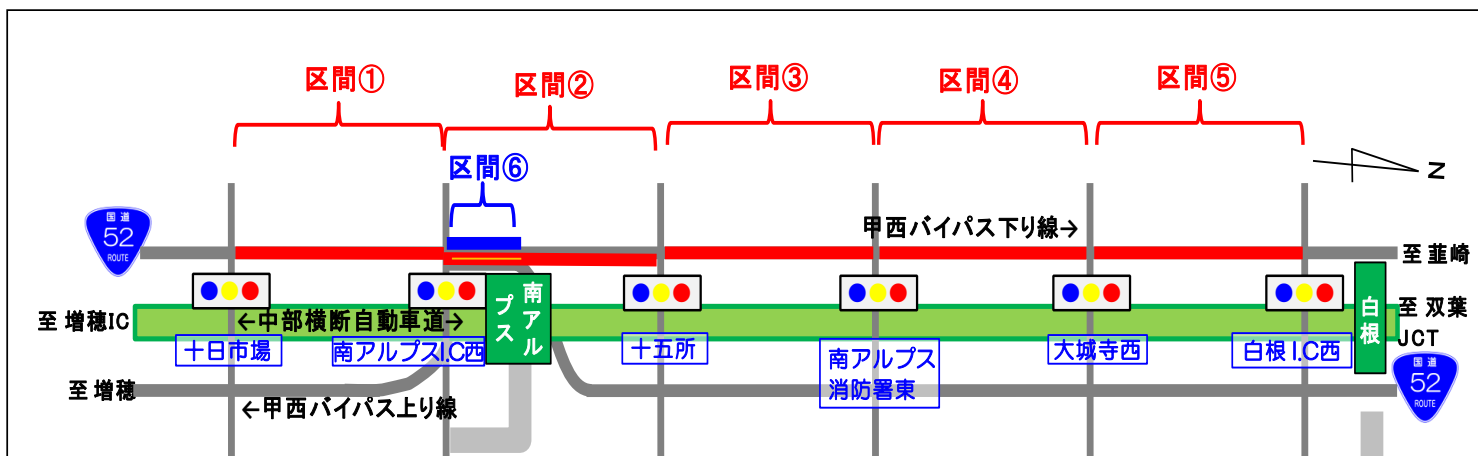 区間①
区間②
区間③
区間④
区間⑤
区間⑥
N
国道
52
ROUTE
甲西バイパス下り線→
至韮崎
至 増穂IC
←中部横断自動車道→
南アル
プス
白根
至 双葉
JCT
十日市場
南アルプスI.C西
十五所
南アルプス
消防署東
大城寺西
白根 I.C西
至 増穂
←甲西バイパス上り線
国道
52
ROUTE